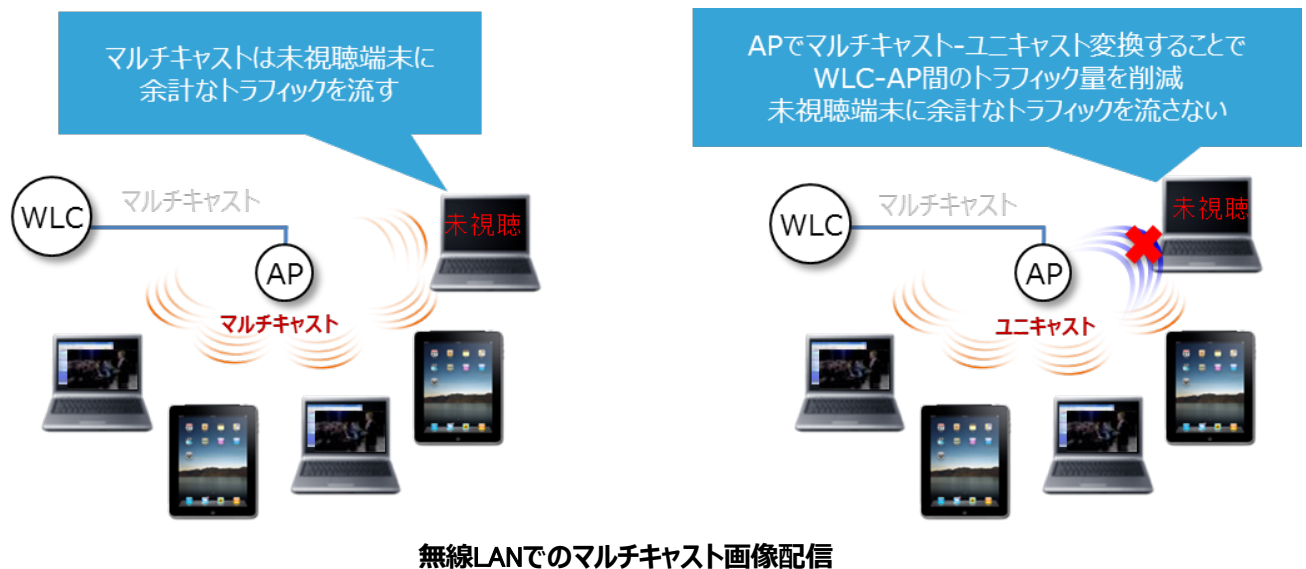 マルチキャストは未視聴端末に
余計なトラフィックを流す
WLC
マルチキャスト
AP
未視聴
マルチキャスト
APでマルチキャスト-ユニキャスト変換することで
WLC-AP間のトラフィック量を削減
未視聴端末に余計なトラフィックを流さない
WLC
マルチキャスト
AP
未視聴
ユニキャスト
無線LANでのマルチキャスト画像配信